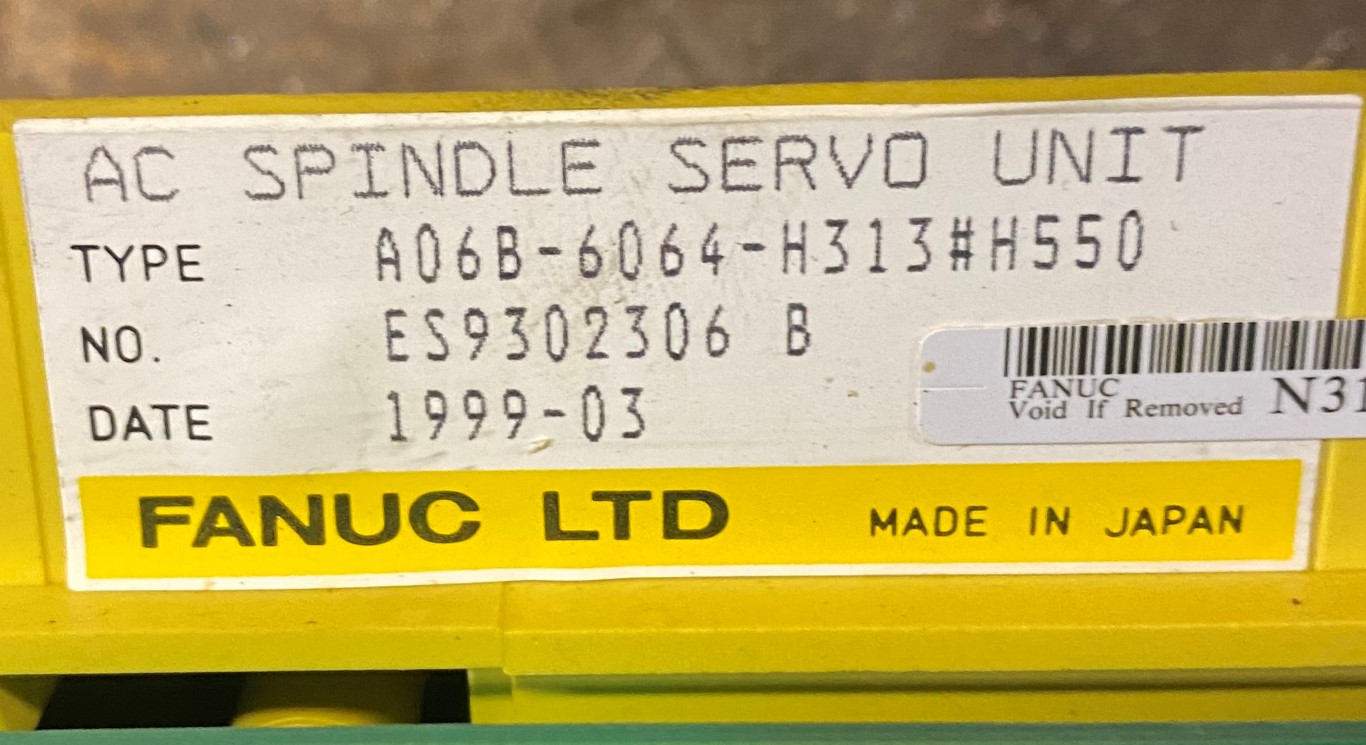 AC SPINDLE SERVO UNIT
TYPE A06B-6064-H313#H550
NO. ES9302306 B
DATE 1999-03
FANUC
Void If Removed N31
FANUC LTD MADE IN JAPAN